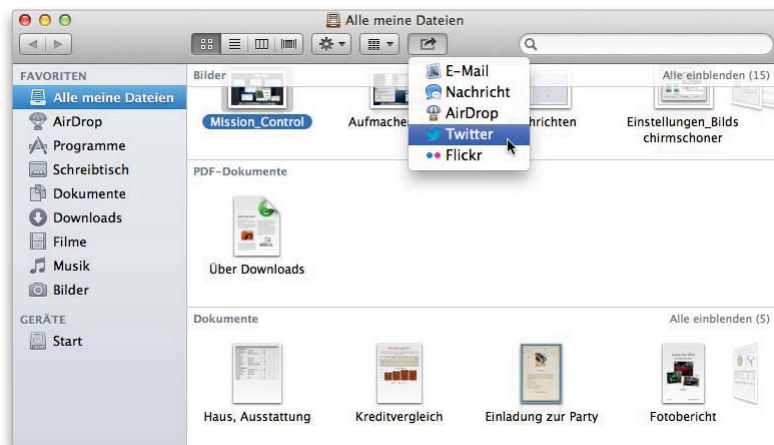 Alle meine Dateien
FAVORITEN
Alle meine Dateien
AirDrop
Programme
Schreibtisch
Dokumente
Downloads
Filme
Musik
Bilder
GERÄTE
Start
E-Mail
Nachricht
AirDrop
Twitter
Flickr
Bilder
Alle einblenden (15)
Mission_Control
Aufmache
hrichten
Einstellungen_Bilds
chirmschoner
PDF-Dokumente
Über Downloads
Dokumente
Alle einblenden (5)
Haus, Ausstattung
Kreditvergleich
Einladung zur Party
Fotobericht